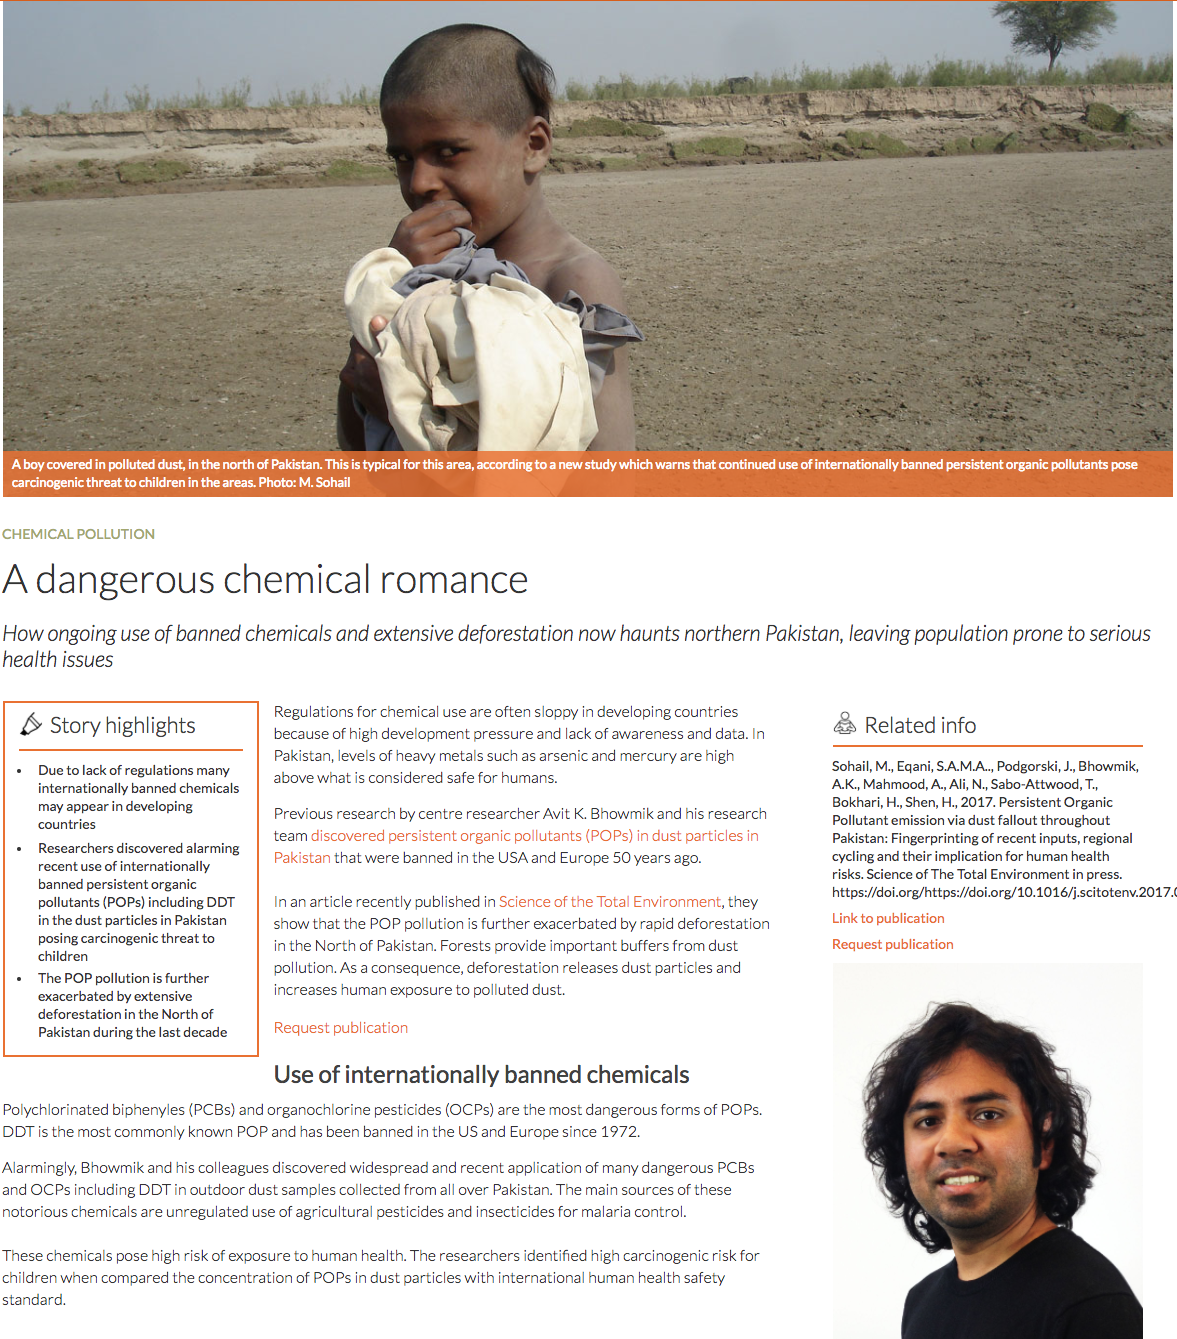 A boy covered in polluted dust, in the north of Pakistan. This is typical for this area, according to a new study which warns that continued use of internationally banned persistent organic pollutants pose
carcinogenic threat to children in the areas. Photo: M. Sohail
CHEMICAL POLLUTION
A dangerous chemical romance
How ongoing use of banned chemicals and extensive deforestation now haunts northern Pakistan, leaving population prone to serious
health issues
Story highlights
• Due to lack of regulations many
internationally banned chemicals
may appear in developing
countries
• Researchers discovered alarming
recent use of internationally
banned persistent organic
pollutants (POPs) including DDT
in the dust particles in Pakistan
posing carcinogenic threat to
children
• The POP pollution is further
exacerbated by extensive
deforestation in the North of
Pakistan during the last decade
Regulations for chemical use are often sloppy in developing countries
because of high development pressure and lack of awareness and data. In
Pakistan, levels of heavy metals such as arsenic and mercury are high
above what is considered safe for humans.
Previous research by centre researcher Avit K. Bhowmik and his research
team discovered persistent organic pollutants (POPs) in dust particles in
Pakistan that were banned in the USA and Europe 50 years ago.
In an article recently published in Science of the Total Environment, they
show that the POP pollution is further exacerbated by rapid deforestation
in the North of Pakistan. Forests provide important buffers from dust
pollution. As a consequence, deforestation releases dust particles and
increases human exposure to polluted dust.
Request publication
Use of internationally banned chemicals
Polychlorinated biphenyles (PCBs) and organochlorine pesticides (OCPs) are the most dangerous forms of POPs.
DDT is the most commonly known POP and has been banned in the US and Europe since 1972.
Alarmingly, Bhowmik and his colleagues discovered widespread and recent application of many dangerous PCBs
and OCPs including DDT in outdoor dust samples collected from all over Pakistan. The main sources of these
notorious chemicals are unregulated use of agricultural pesticides and insecticides for malaria control.
These chemicals pose high risk of exposure to human health. The researchers identified high carcinogenic risk for
children when compared the concentration of POPs in dust particles with international human health safety
standard.
Related info
Sohail, M., Eqani, S.A.M.A.., Podgorski, J., Bhowmik,
A.K., Mahmood, A., Ali, N., Sabo-Attwood, T.,
Bokhari, H., Shen, H., 2017. Persistent Organic
Pollutant emission via dust fallout throughout
Pakistan: Fingerprinting of recent inputs, regional
cycling and their implication for human health
risks. Science of The Total Environment in press.
https://doi.org/https://doi.org/10.1016/j.scitotenv.2017.0
Link to publication
Request publication